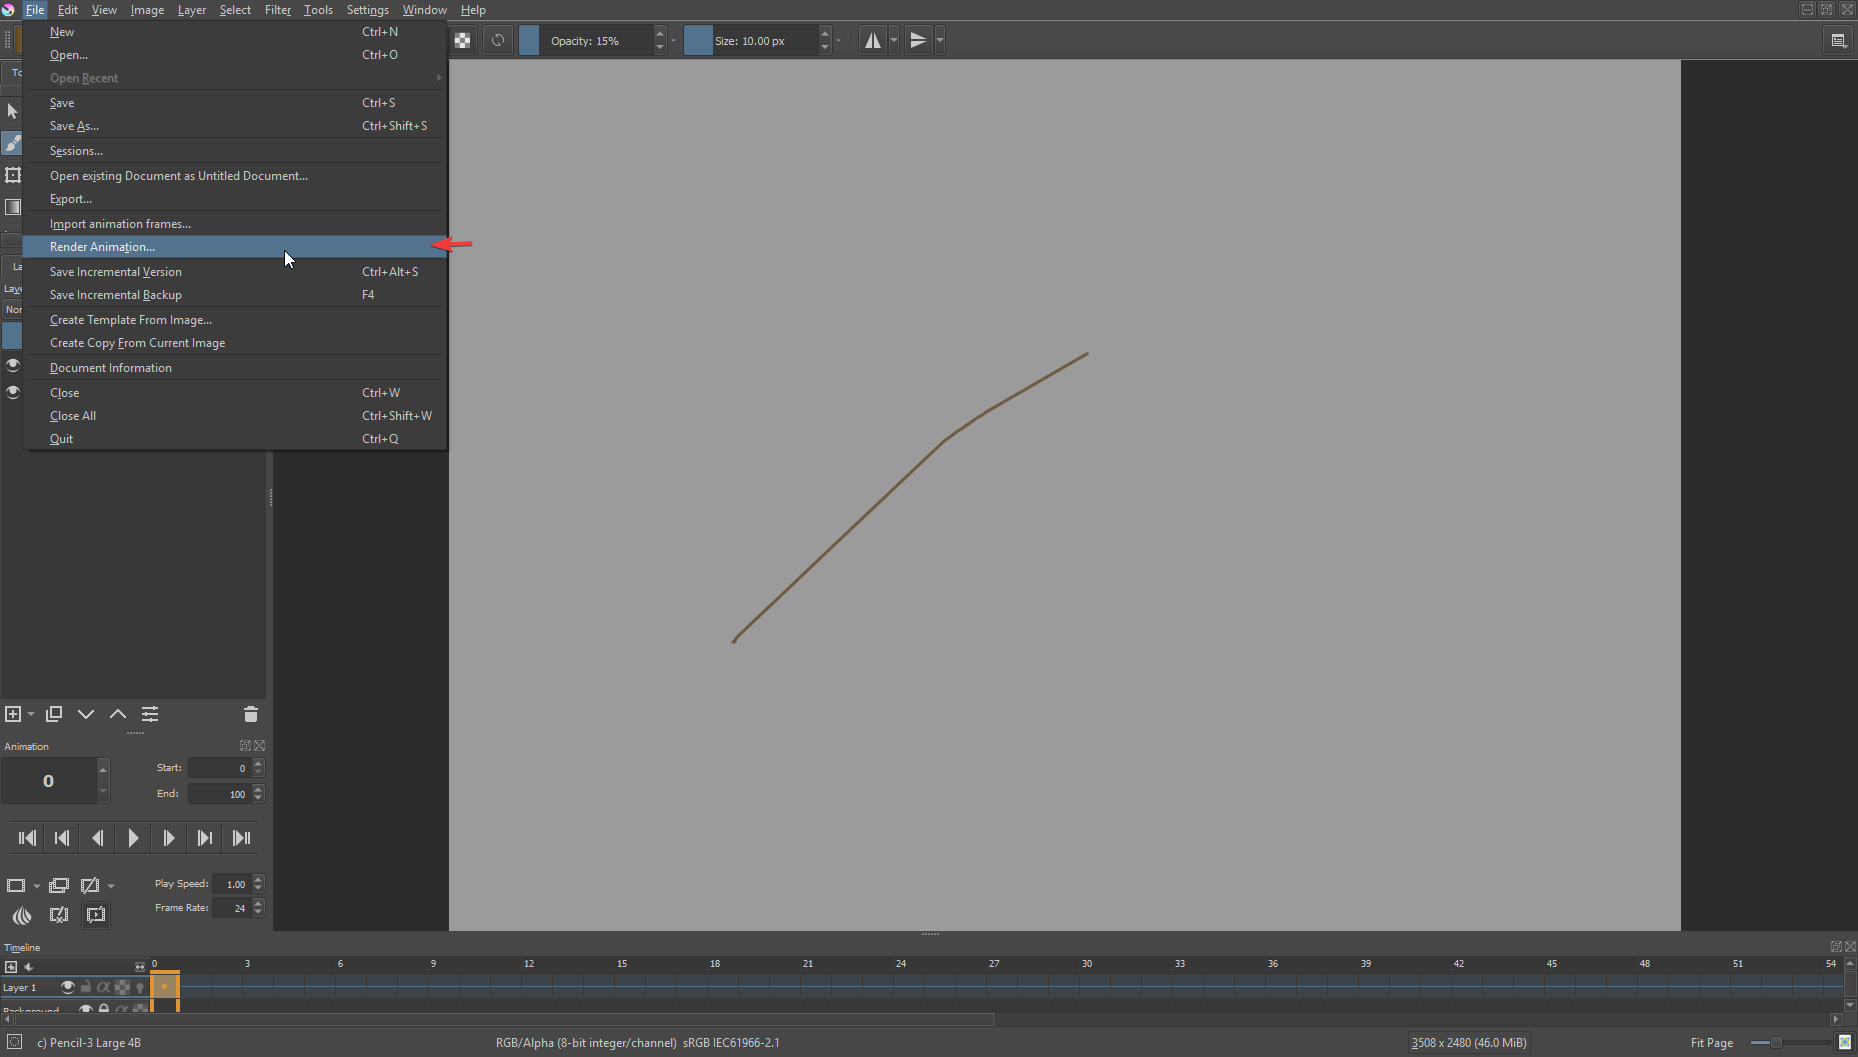 File Edit View Image Layer Select Filter Tools Settings Window Help
Opacity: 15% Size: 10.00 px
New Ctrl+N
Open... Ctrl+O
Open Recent
Save Ctrl+S
Save As... Ctrl+Shift+S
Sessions...
Open existing Document as Untitled Document...
Export...
Import animation frames...
Render Animation...
Save Incremental Version Ctrl+Alt+S
Save Incremental Backup F4
Create Template From Image...
Create Copy From Current Image
Document Information
Close Ctrl+W
Close All Ctrl+Shift+W
Quit Ctrl+Q
To
La
Laye
Nor
Animation
0
Start: 0
End: 100
Play Speed: 1.00
Frame Rate: 24
Timeline
0 3 6 9 12 15 18 21 24 27 30 33 36 39 42 45 48 51 54
Layer 1
Background
c) Pencil-3 Large 4B RGB/Alpha (8-bit integer/channel) sRGB IEC61966-2.1 3508 x 2480 (46.0 MiB) Fit Page